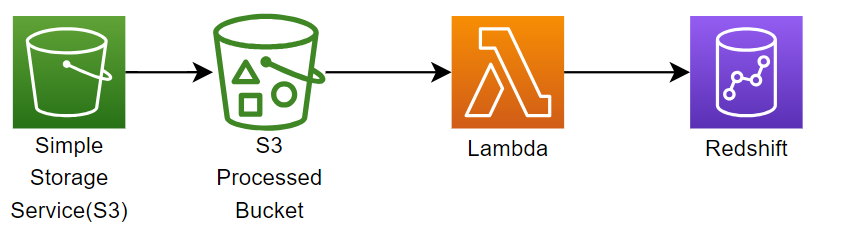 Simple
Storage
Service(S3)
S3
Processed
Bucket
Lambda
Redshift